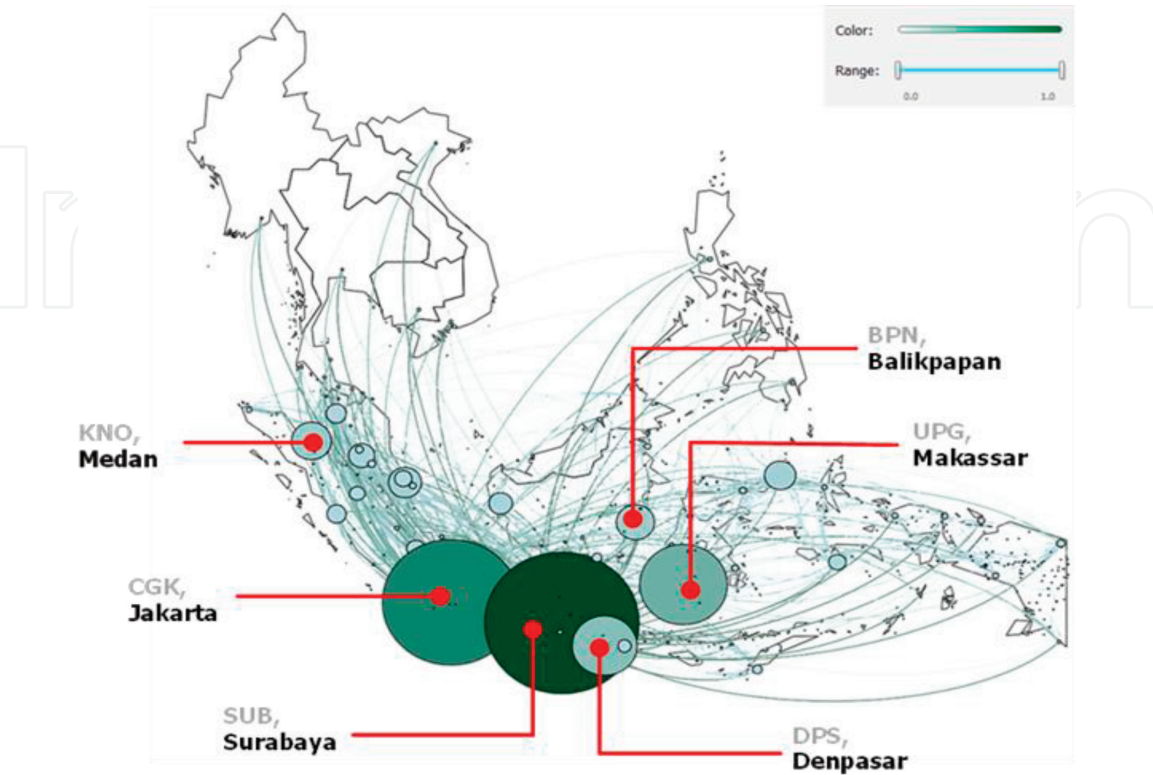 Color:
Range:
0.0 1.0
BPN,
Balikpapan
KNO,
Medan
UPG,
Makassar
CGK,
Jakarta
SUB,
Surabaya
DPS,
Denpasar